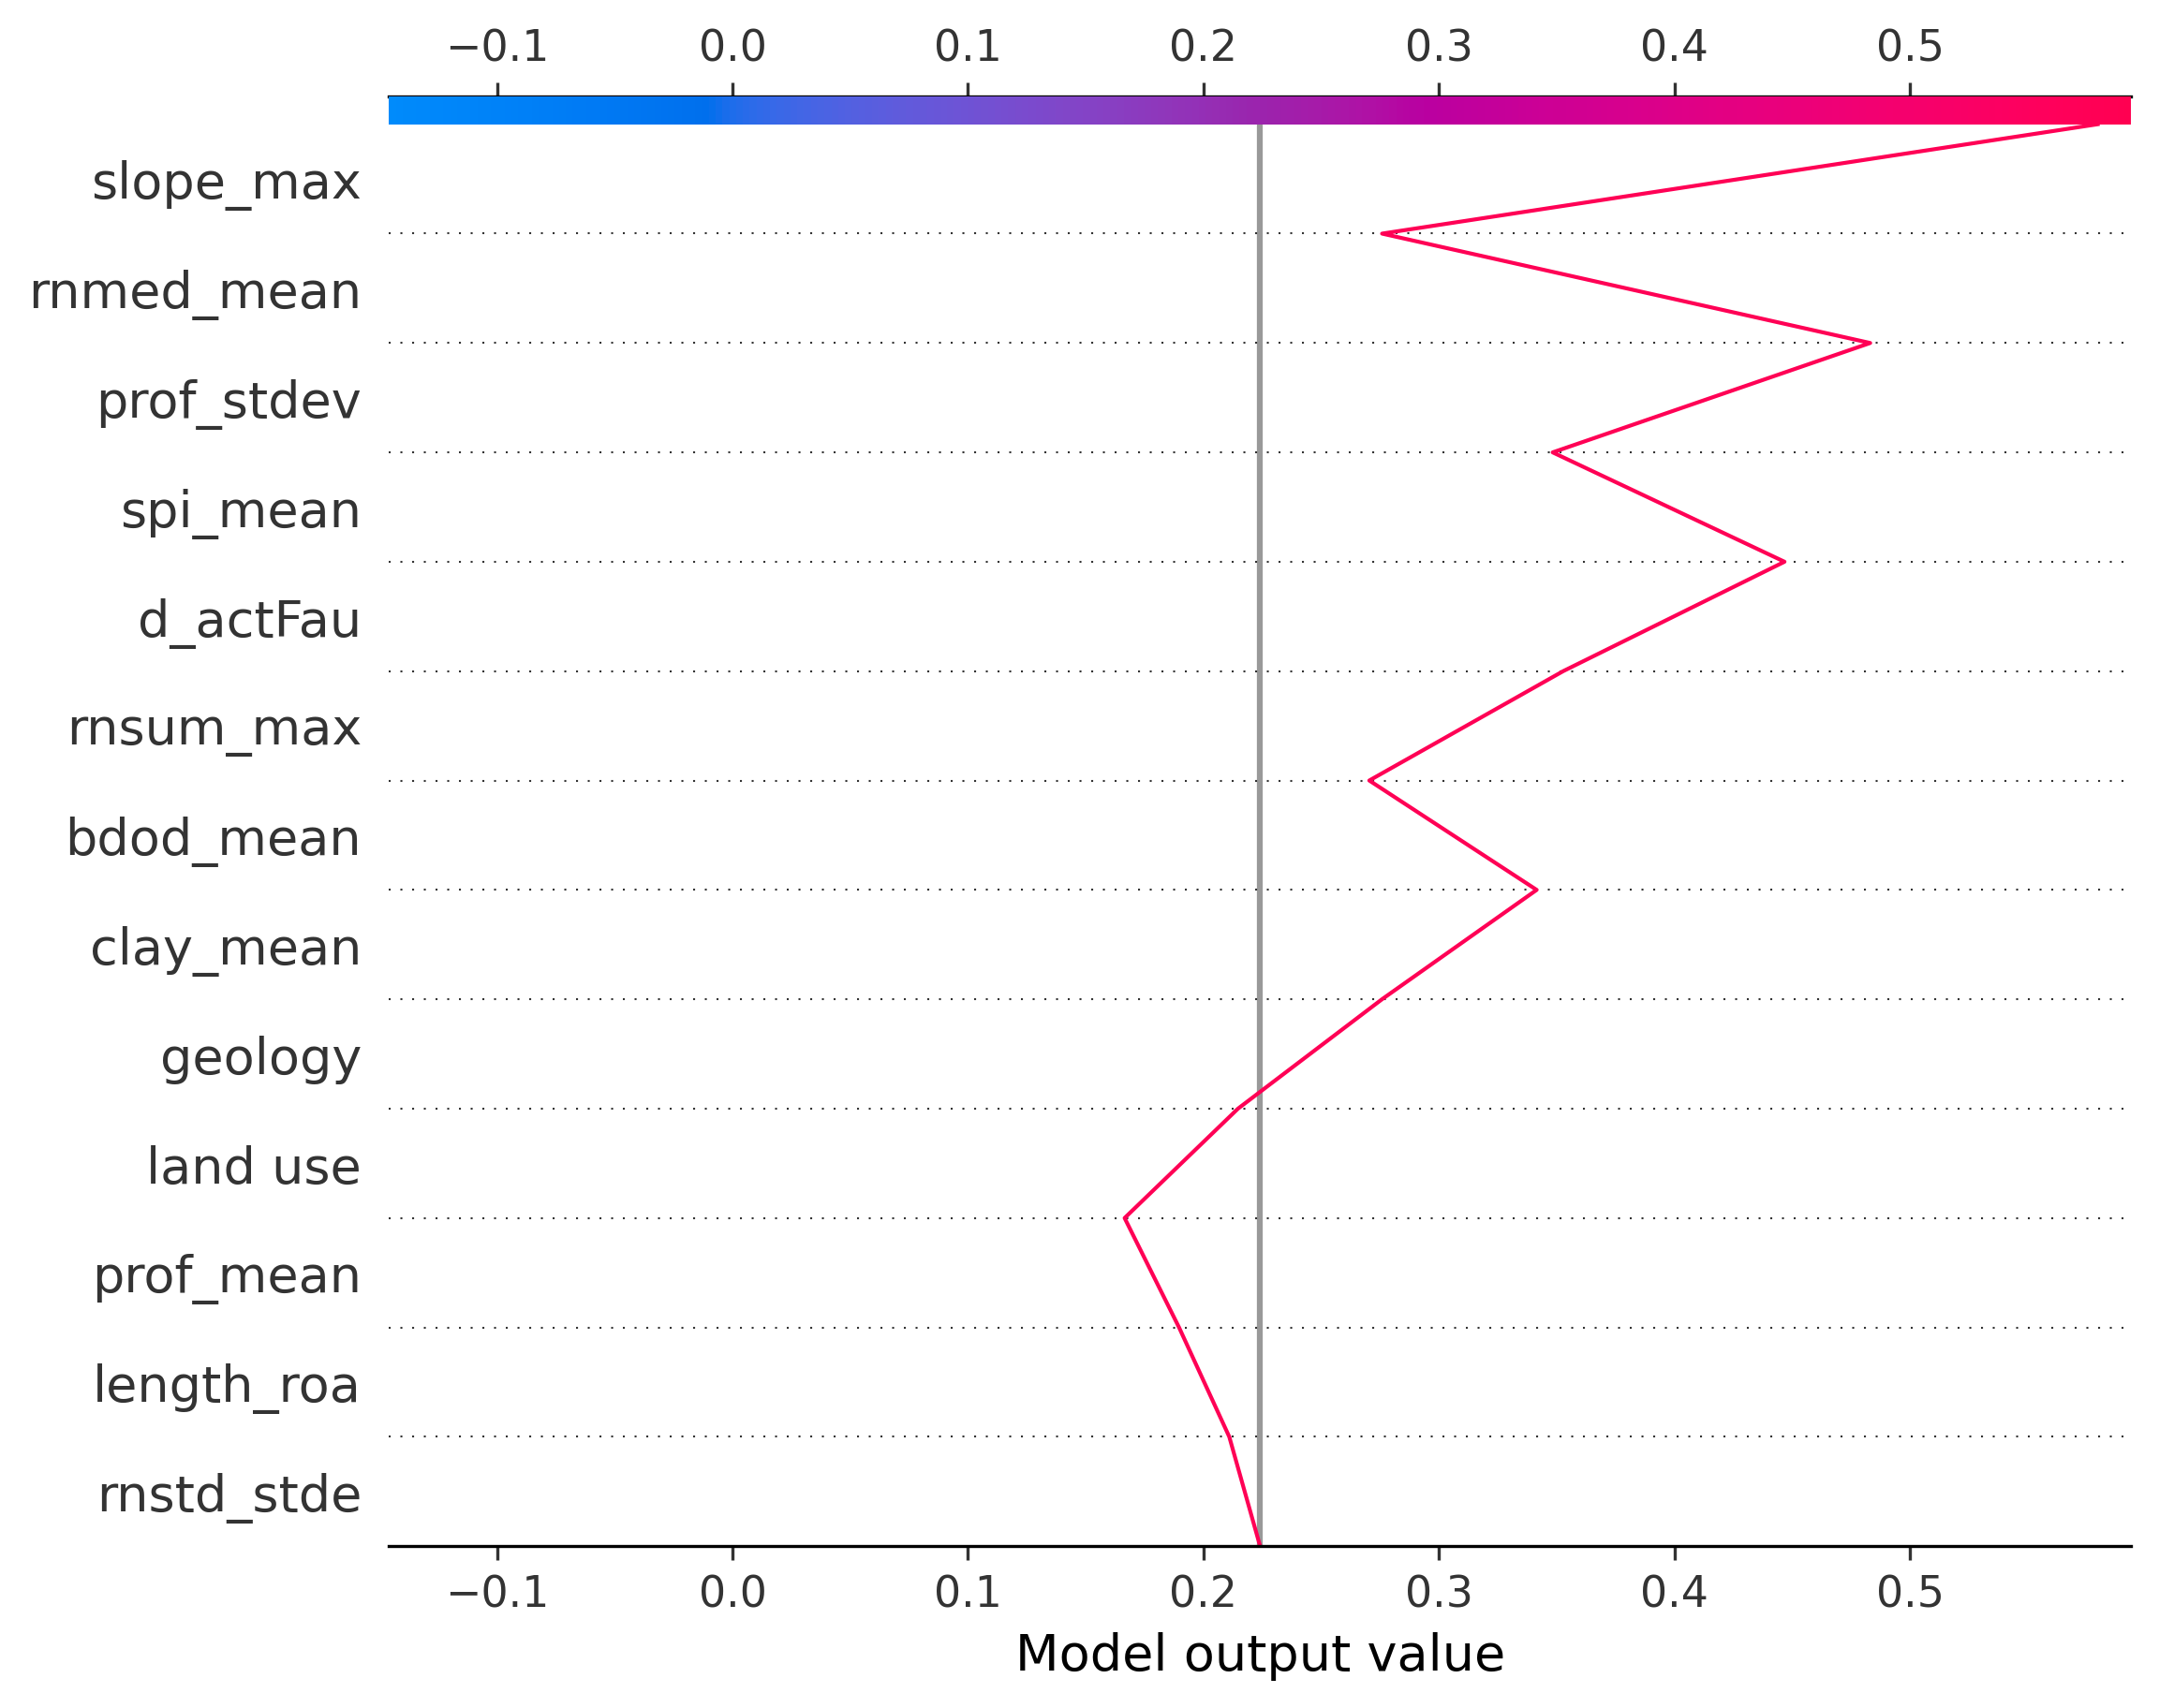 −0.1 0.0 0.1 0.2 0.3 0.4 0.5
slope_max
rnmed_mean
prof_stdev
spi_mean
d_actFau
rnsum_max
bdod_mean
clay_mean
geology
land use
prof_mean
length_roa
rnstd_stde
−0.1 0.0 0.1 0.2 0.3 0.4 0.5
Model output value